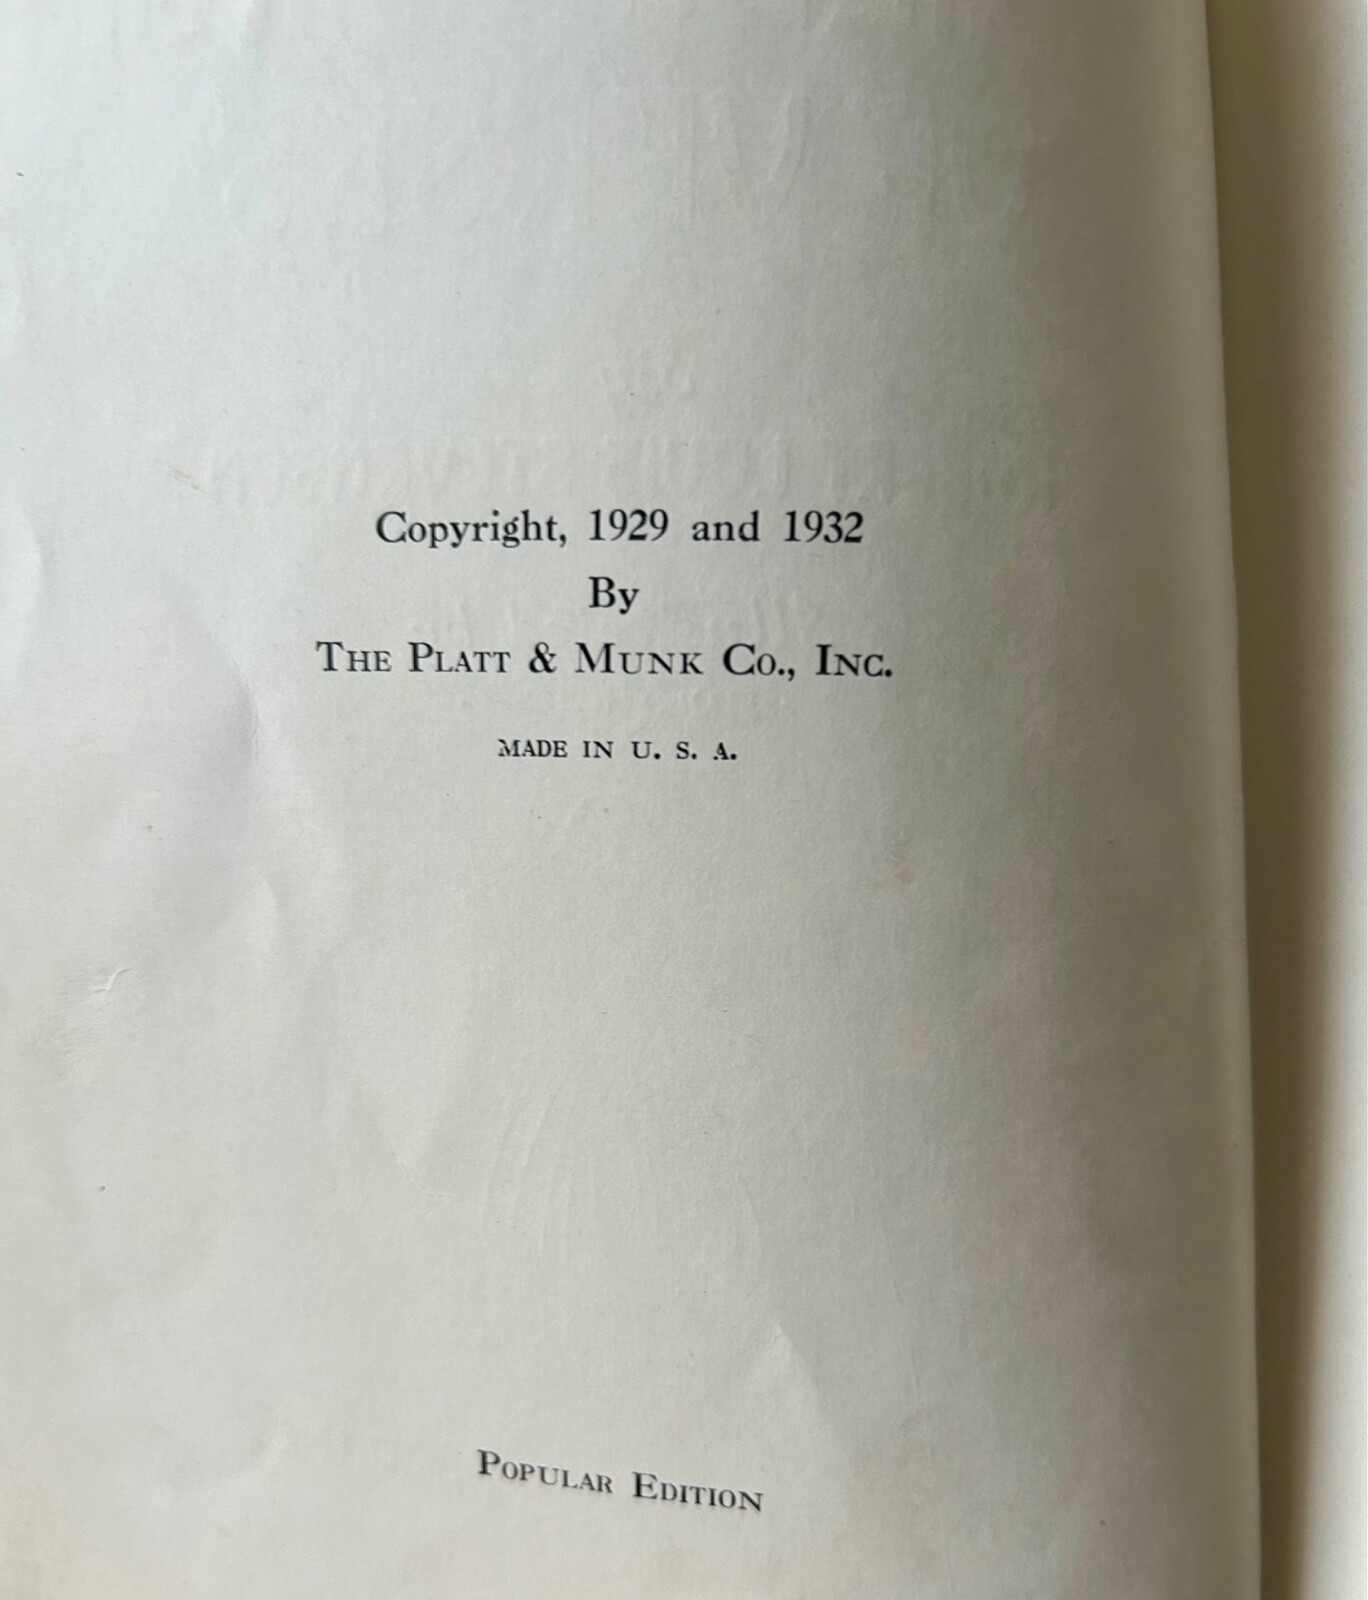 Copyright, 1929 and 1932
By
THE PLATT & MUNK CO., INC.
MADE IN U. S. A.
POPULAR EDITION